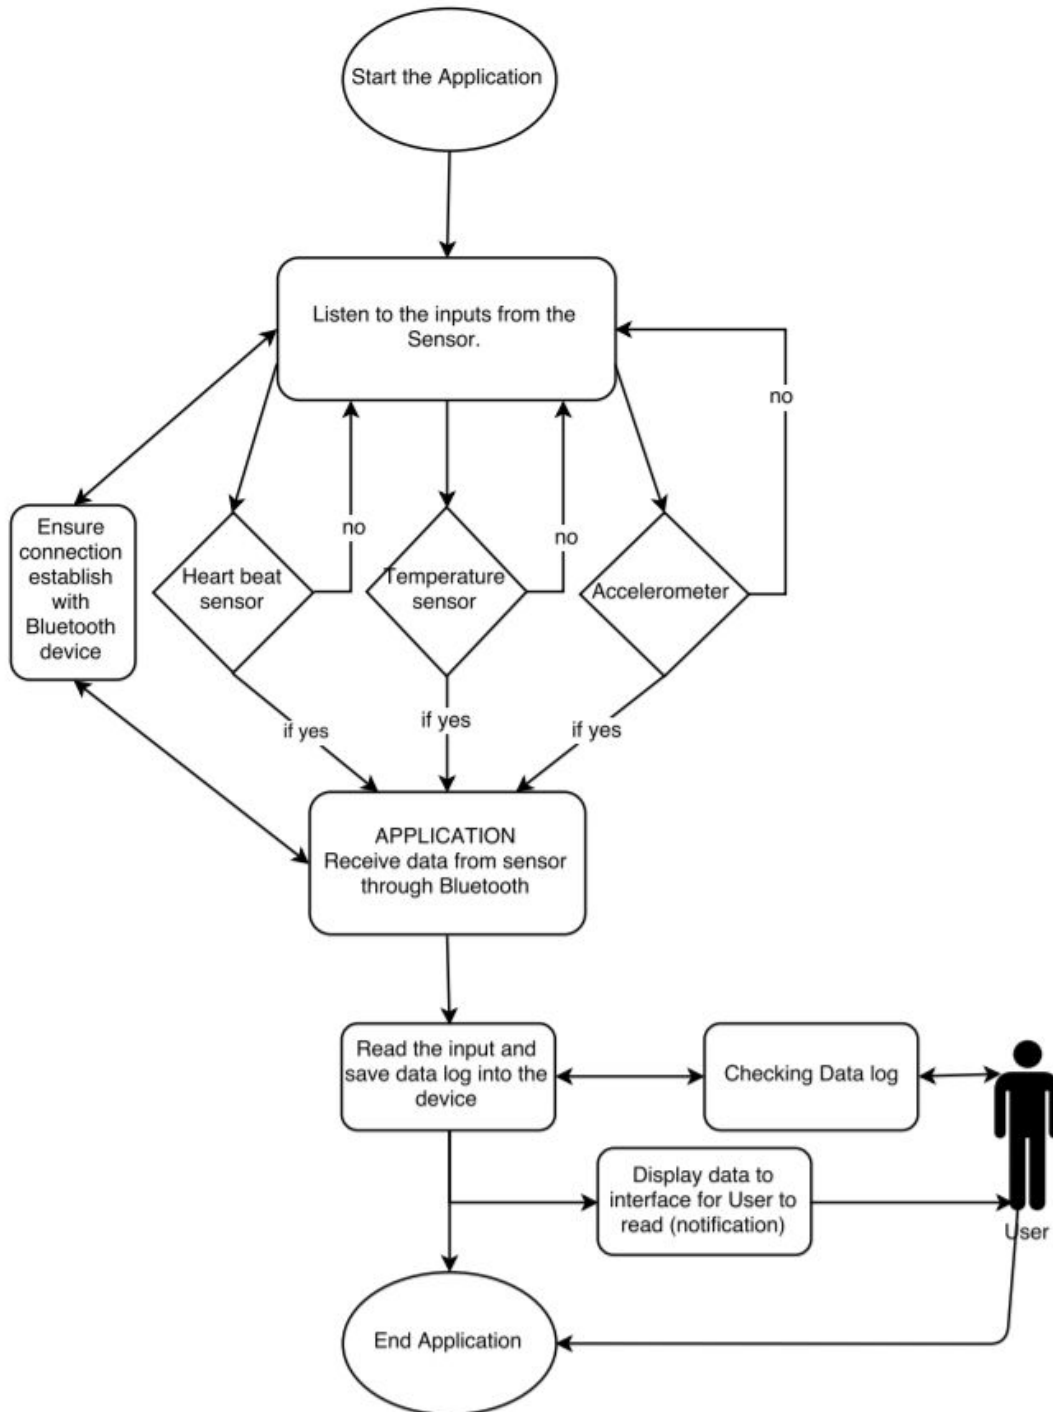 Start the Application
Listen to the inputs from the
Sensor.
no
Ensure
connection
establish
with
Bluetooth
device
Heart beat
sensor
no
Temperature
sensor
no
Accelerometer
if yes
if yes
if yes
APPLICATION
Receive data from sensor
through Bluetooth
Read the input and
save data log into the
device
Checking Data log
Display data to
interface for User to
read (notification)
User
End Application